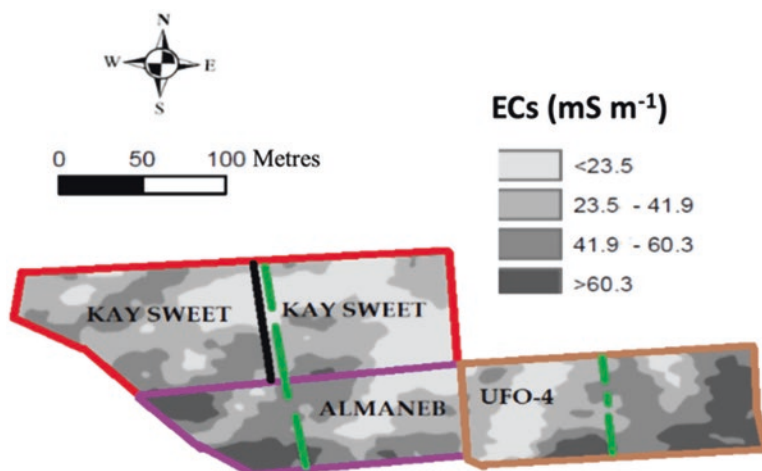 N
W E
S
0 50 100 Metres
ECs (mS m⁻¹)
<23.5
23.5 - 41.9
41.9 - 60.3
>60.3
KAY SWEET KAY SWEET
ALMANEB UFO-4